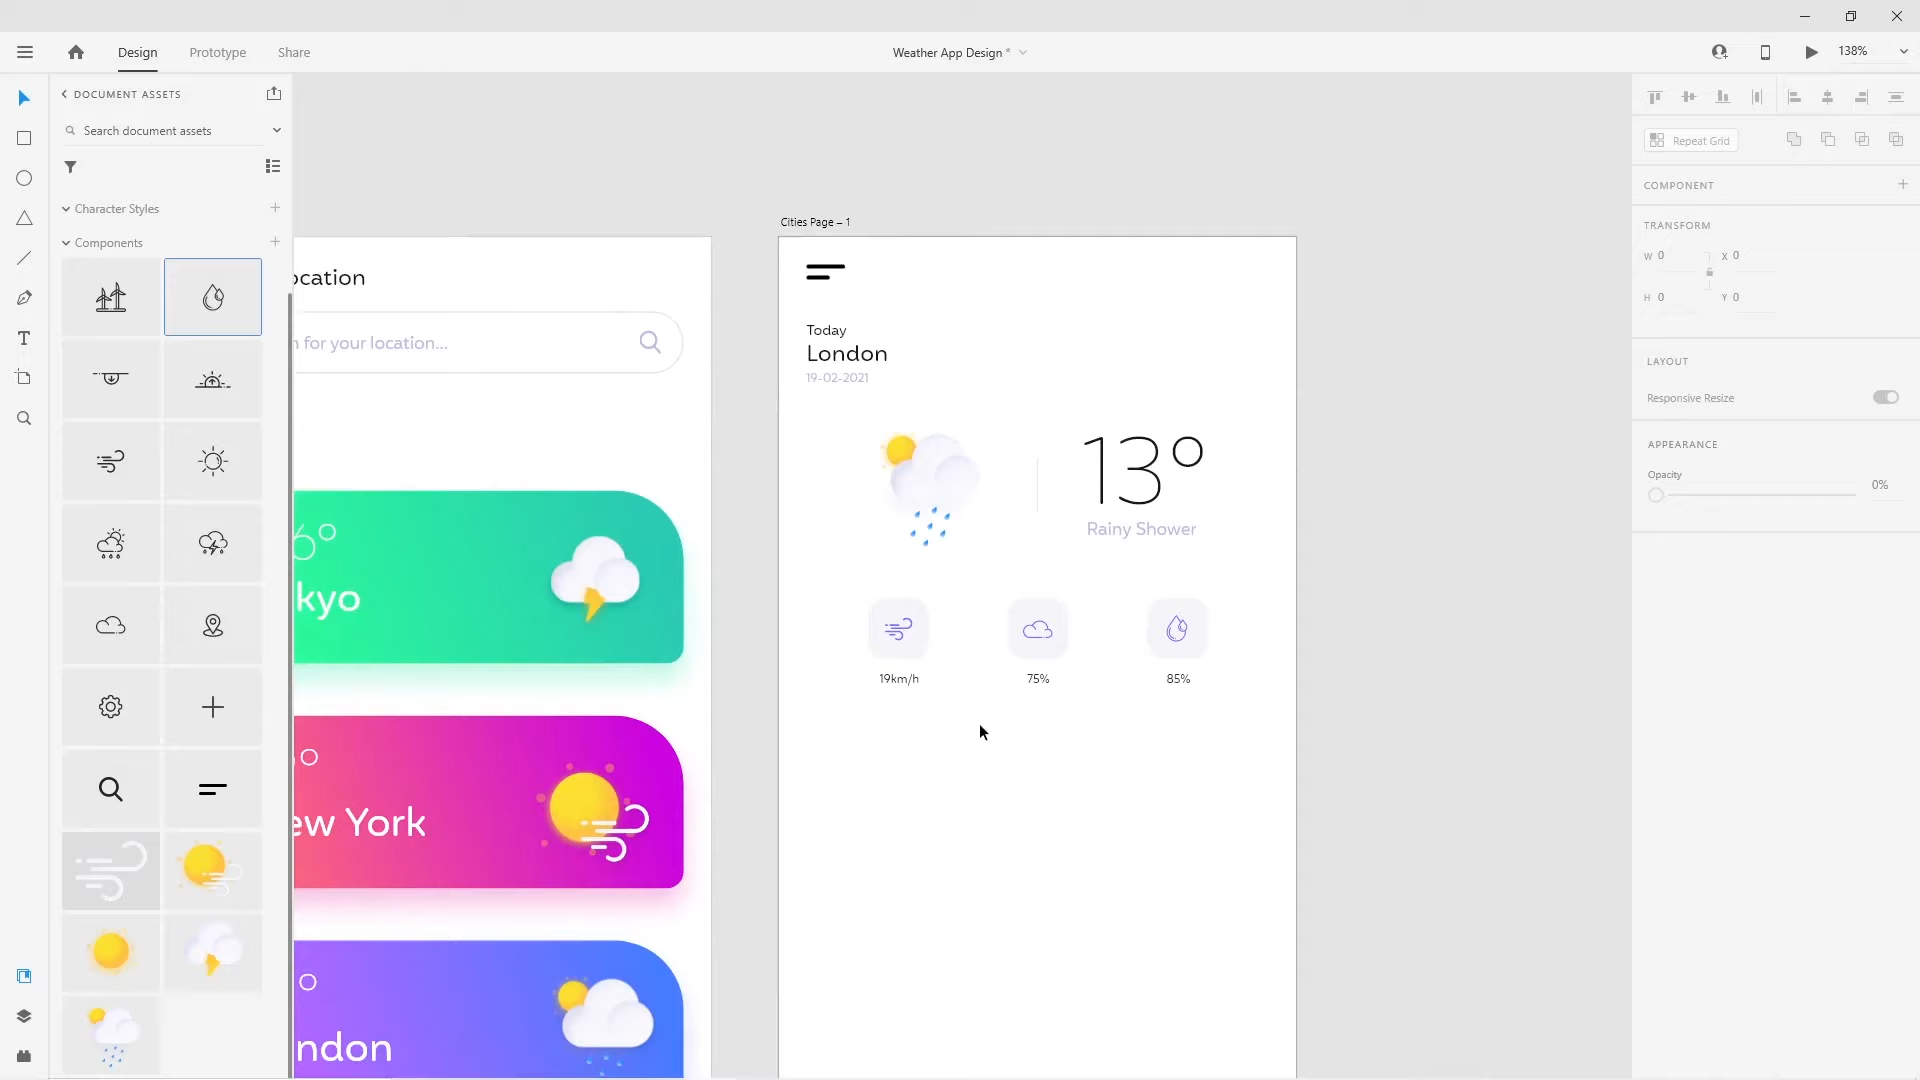 Design
Prototype
Share
Weather App Design *
138%
DOCUMENT ASSETS
Search document assets
Character Styles
Components
ocation
for your location...
6°
kyo
ew York
ndon
Cities Page – 1
Today
London
19-02-2021
13°
Rainy Shower
19km/h
75%
85%
Repeat Grid
COMPONENT
TRANSFORM
W 0
X 0
H 0
Y 0
LAYOUT
Responsive Resize
APPEARANCE
Opacity
0%